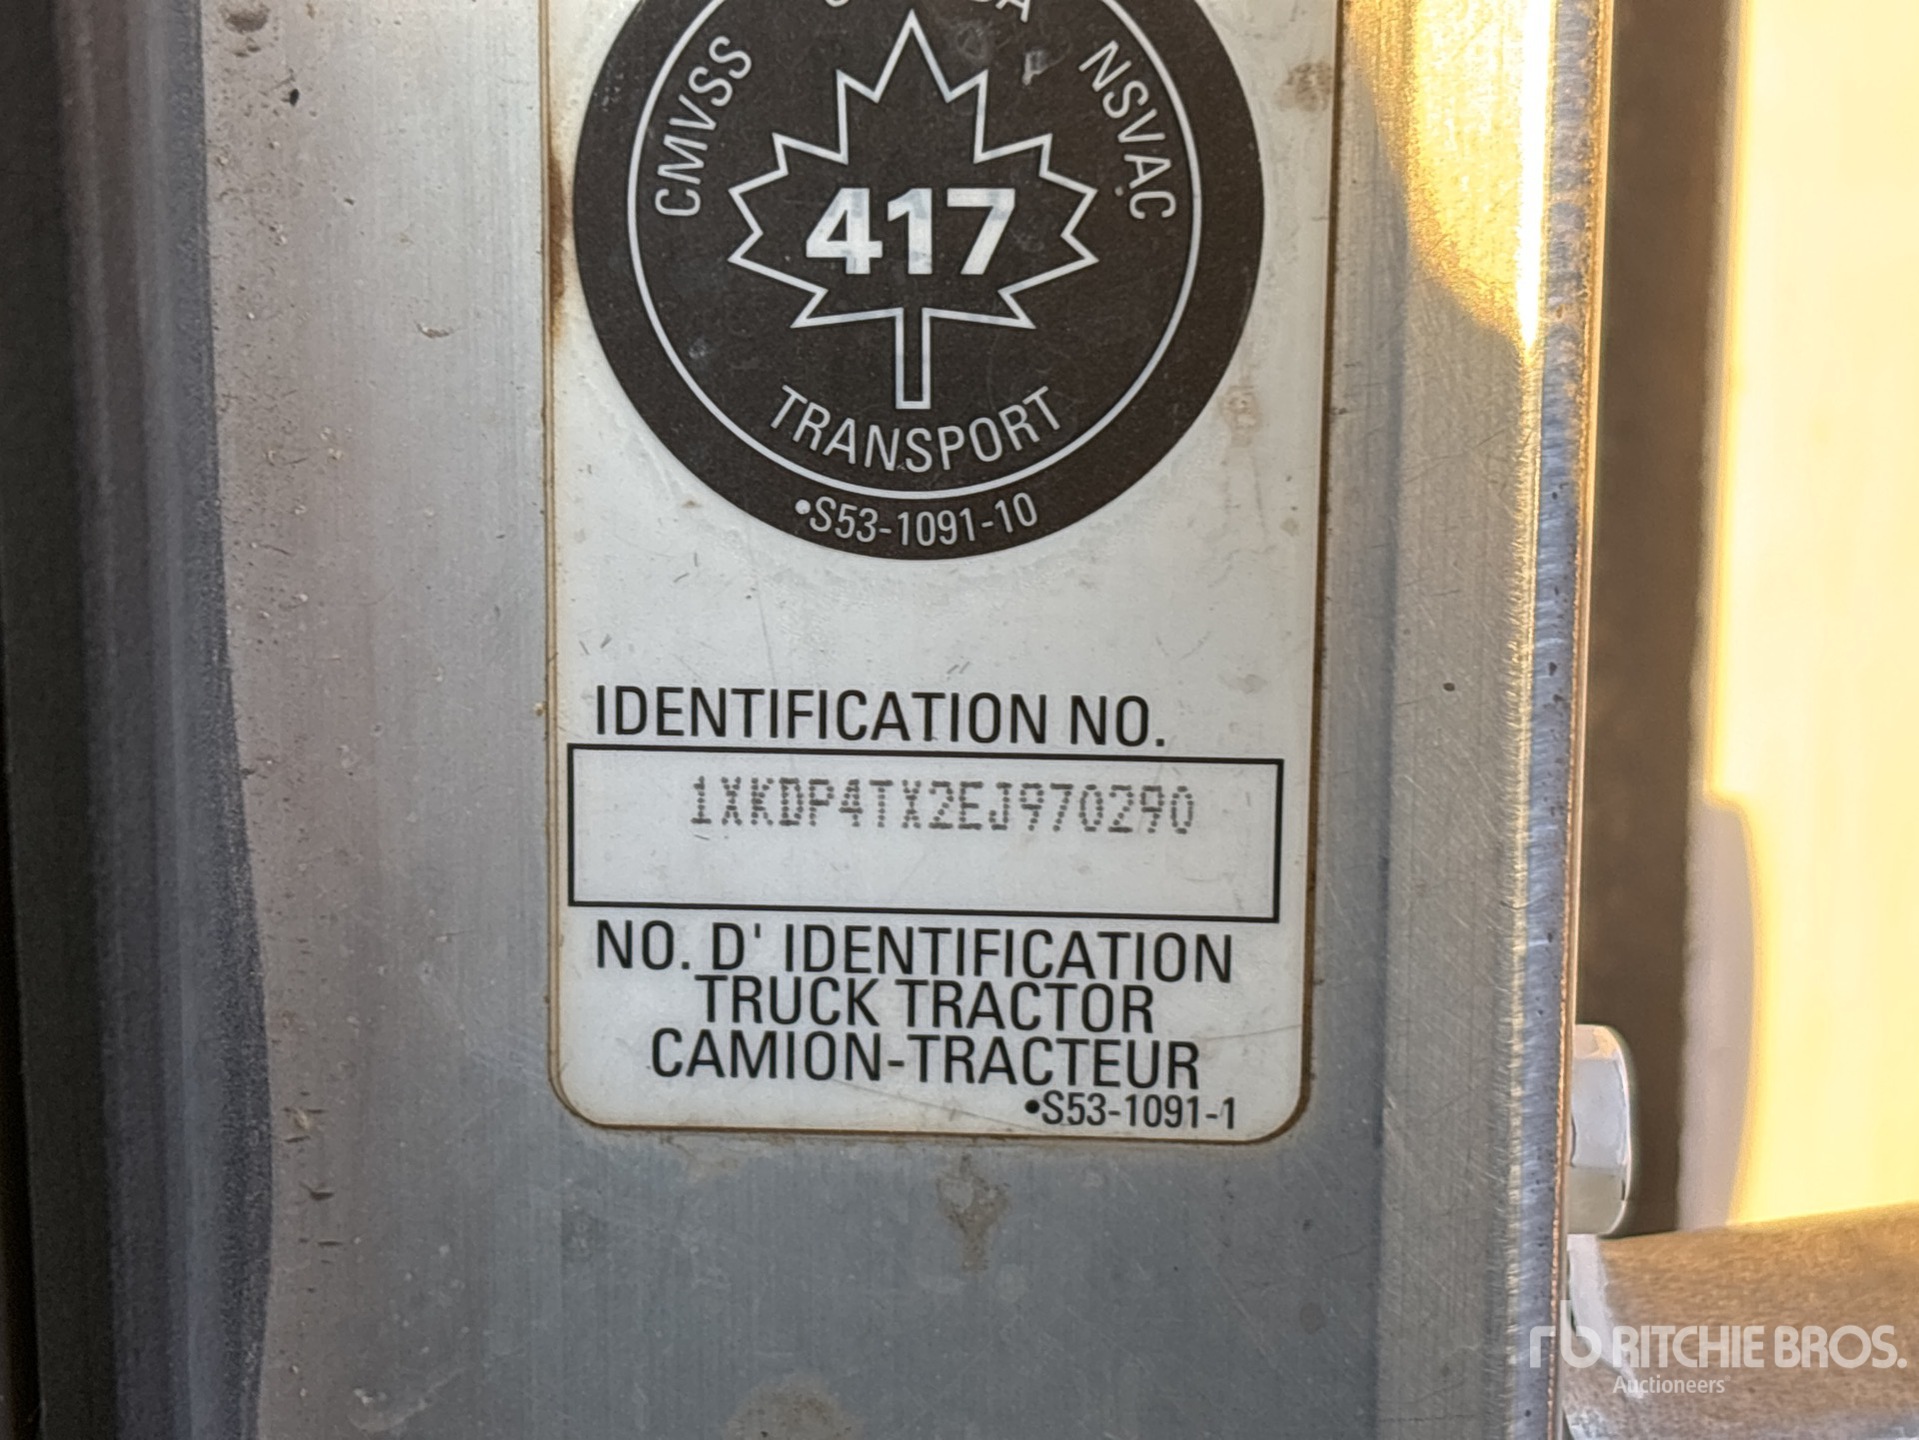 CMVSS
NSVAC
417
TRANSPORT
•S53-1091-10
IDENTIFICATION NO.
1XKDP4TX2EJ970290
NO. D' IDENTIFICATION
TRUCK TRACTOR
CAMION-TRACTEUR
•S53-1091-1
rb RITCHIE BROS.
Auctioneers